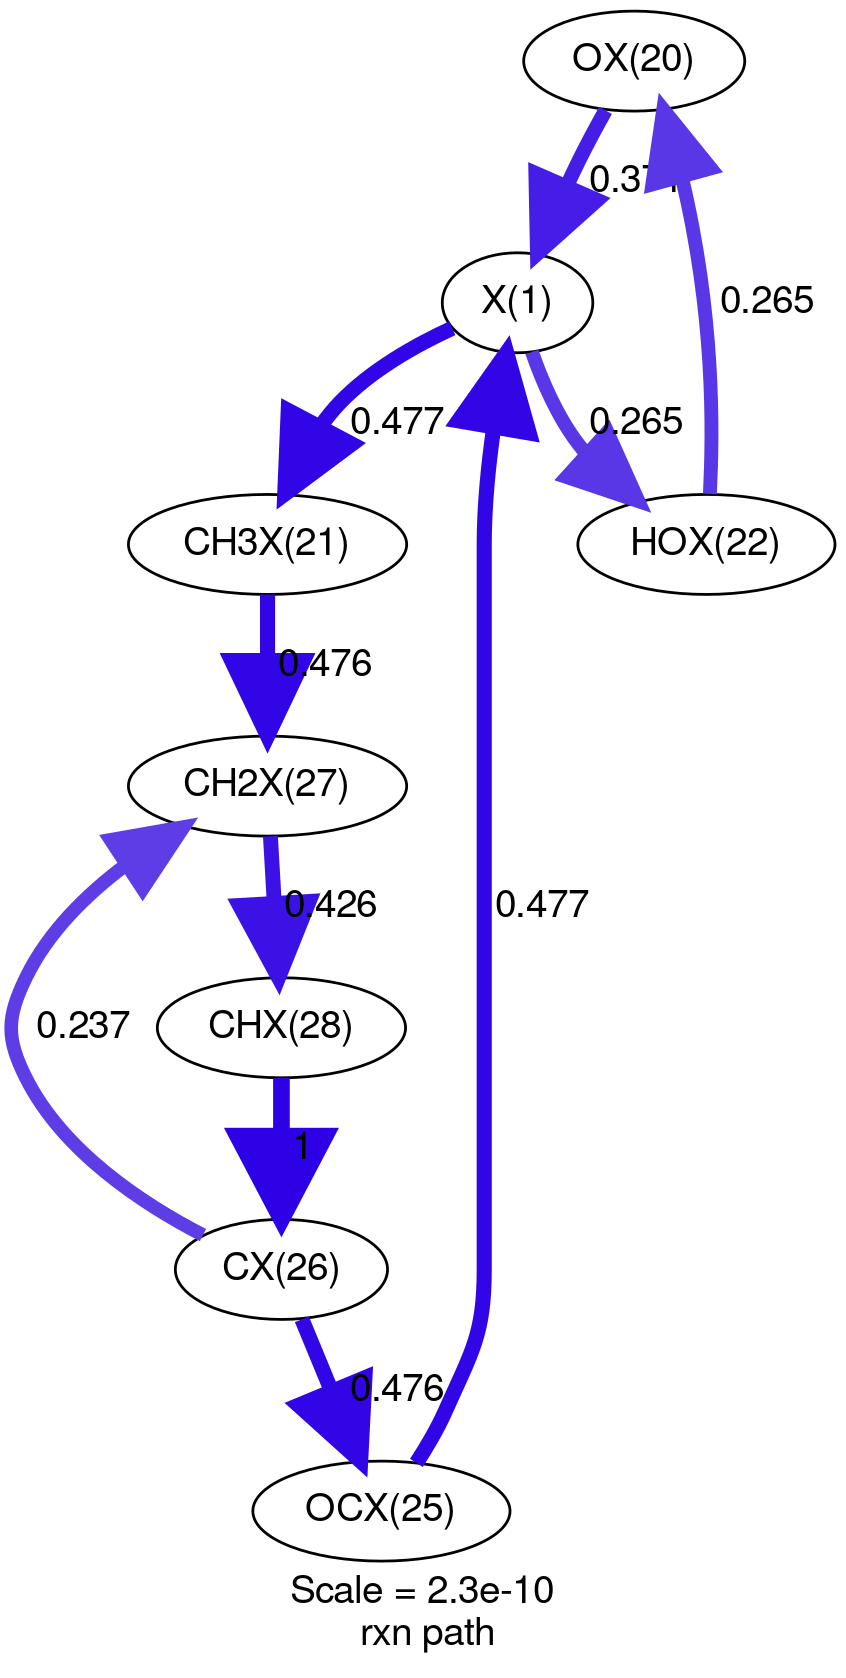 OX(20)
X(1)
0.265
0.477
0.265
CH3X(21)
HOX(22)
0.476
CH2X(27)
0.426
0.477
0.237
CHX(28)
1
CX(26)
0.476
OCX(25)
Scale = 2.3e-10
rxn path